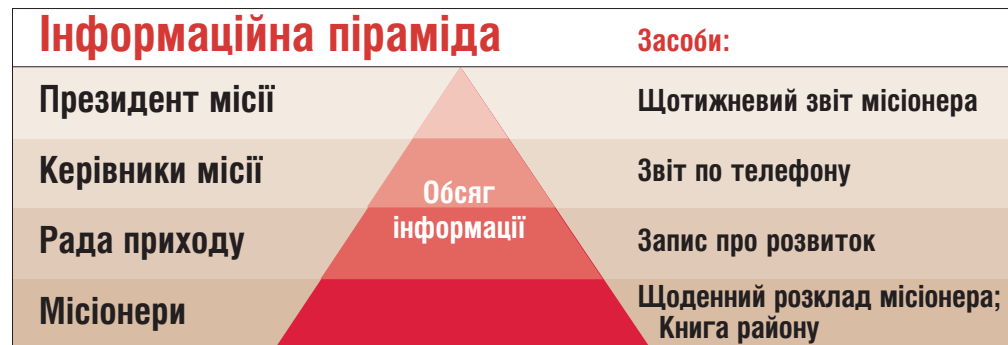 Інформаційна піраміда Засоби:
Президент місії Щотижневий звіт місіонера
Керівники місії Звіт по телефону
Обсяг
інформації
Рада приходу Запис про розвиток
Місіонери Щоденний розклад місіонера;
Книга району